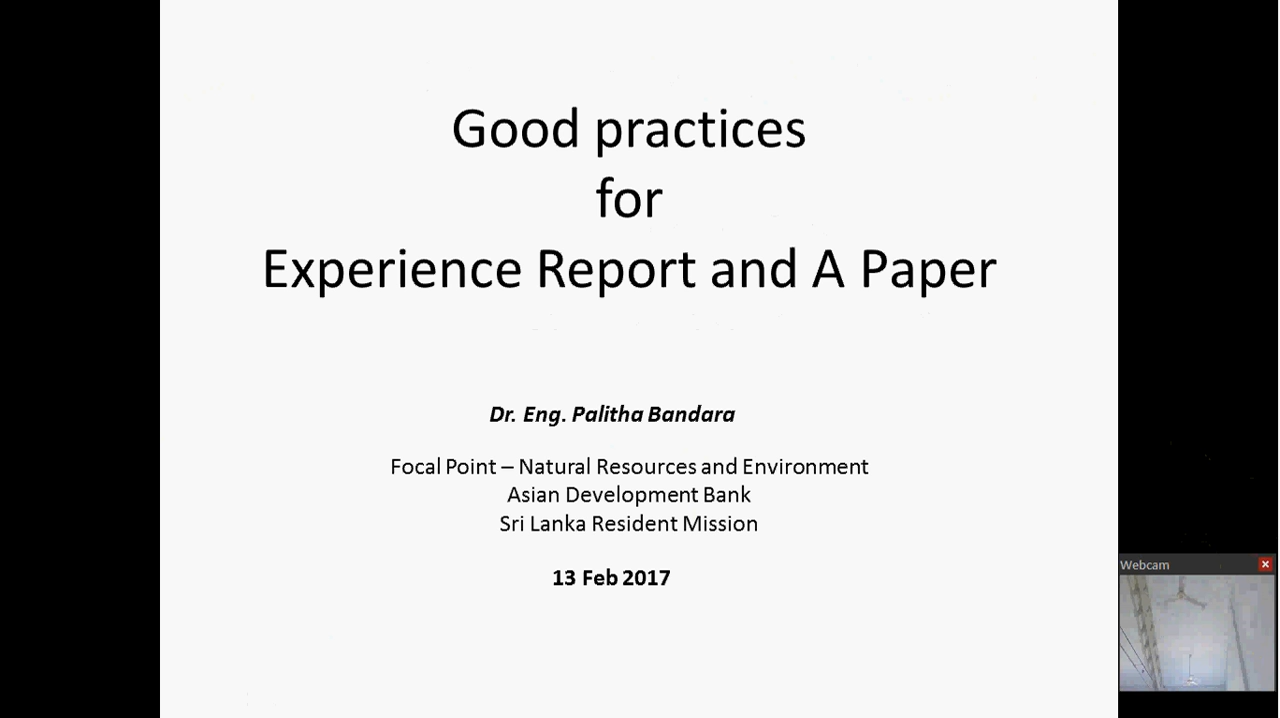 Good practices
for
Experience Report and A Paper
Dr. Eng. Palitha Bandara
Focal Point – Natural Resources and Environment
Asian Development Bank
Sri Lanka Resident Mission
13 Feb 2017
Webcam